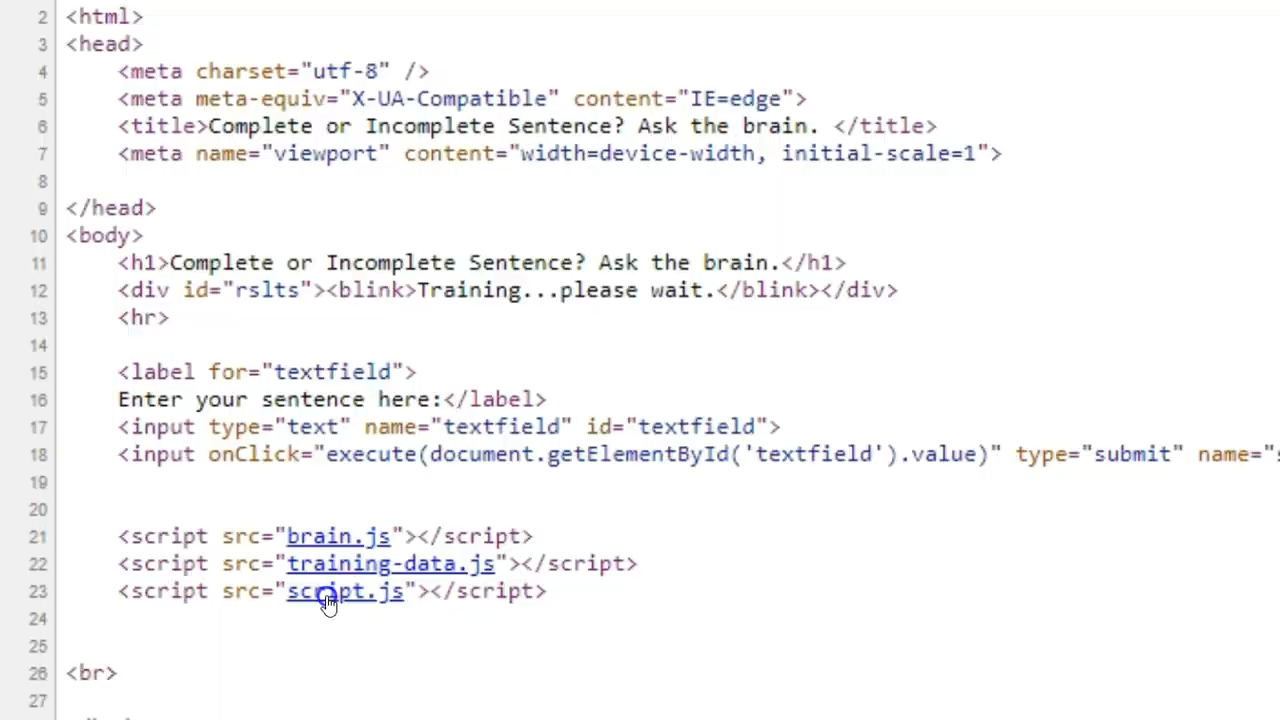 2 <html>
3 <head>
4 <meta charset="utf-8" />
5 <meta meta-equiv="X-UA-Compatible" content="IE=edge">
6 <title>Complete or Incomplete Sentence? Ask the brain. </title>
7 <meta name="viewport" content="width=device-width, initial-scale=1">
8
9 </head>
10 <body>
11 <h1>Complete or Incomplete Sentence? Ask the brain.</h1>
12 <div id="rslts"><blink>Training...please wait.</blink></div>
13 <hr>
14
15 <label for="textfield">
16 Enter your sentence here:</label>
17 <input type="text" name="textfield" id="textfield">
18 <input onClick="execute(document.getElementById('textfield').value)" type="submit" name="
19
20
21 <script src="brain.js"></script>
22 <script src="training-data.js"></script>
23 <script src="script.js"></script>
24
25
26 <br>
27